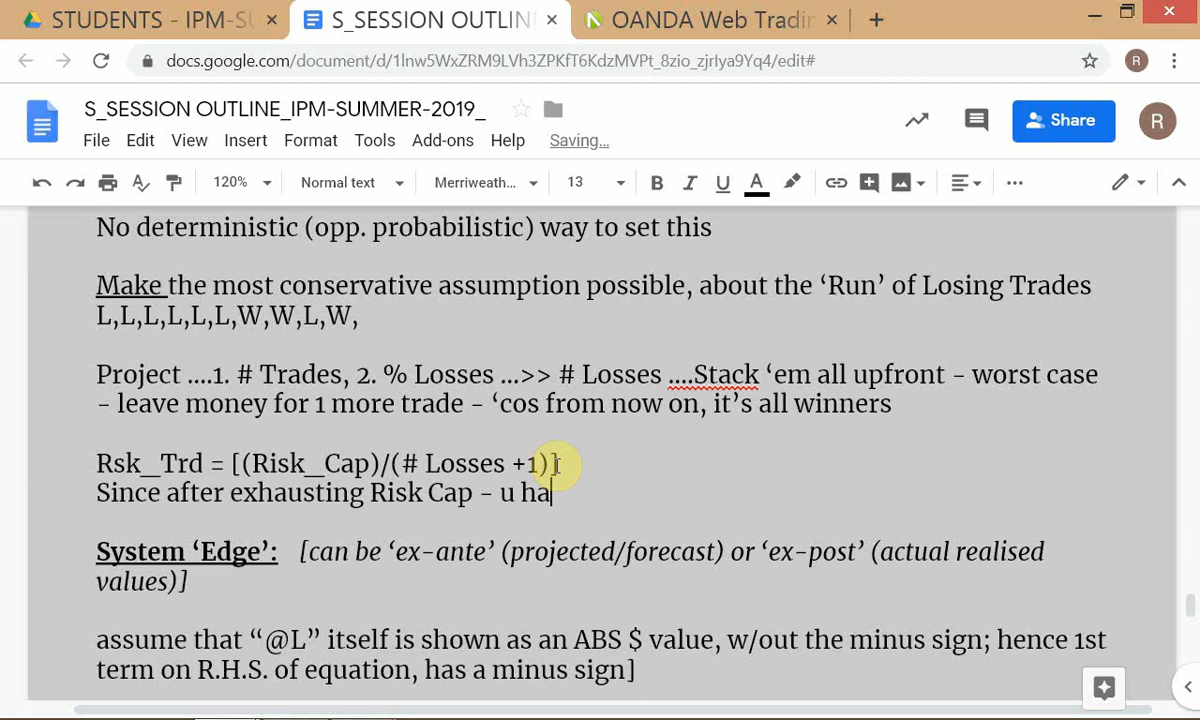 STUDENTS - IPM-SU
S_SESSION OUTLIN
OANDA Web Tradin
docs.google.com/document/d/1lnw5WxZRM9LVh3ZPKfT6KdzMVPt_8zio_zjrIya9Yq4/edit#
R
S_SESSION OUTLINE_IPM-SUMMER-2019_
Share
R
File Edit View Insert Format Tools Add-ons Help Saving...
120% Normal text Merriweath... 13 B I U A
No deterministic (opp. probabilistic) way to set this
Make the most conservative assumption possible, about the ‘Run’ of Losing Trades
L,L,L,L,L,L,W,W,L,W,
Project ....1. # Trades, 2. % Losses ...>> # Losses ....Stack ‘em all upfront – worst case
– leave money for 1 more trade – ‘cos from now on, it’s all winners
Rsk_Trd = [(Risk_Cap)/(# Losses +1)]
Since after exhausting Risk Cap – u ha
System ‘Edge’: [can be ‘ex-ante’ (projected/forecast) or ‘ex-post’ (actual realised
values)]
assume that “@L” itself is shown as an ABS $ value, w/out the minus sign; hence 1st
term on R.H.S. of equation, has a minus sign]